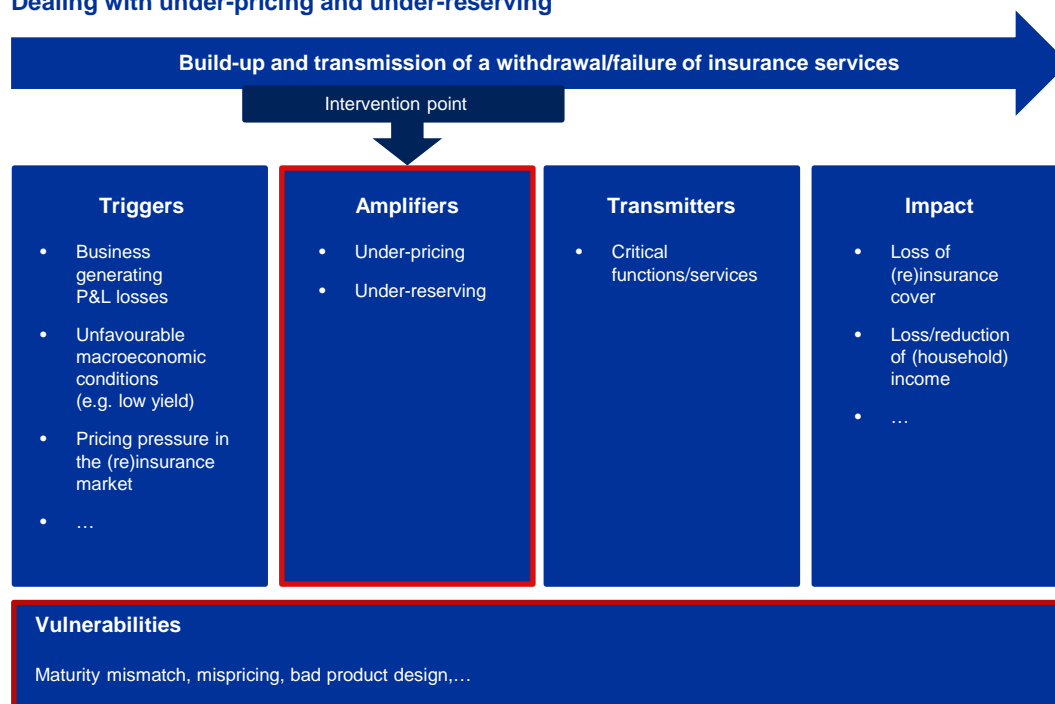 Dealing with under-pricing and under-reserving
Build-up and transmission of a withdrawal/failure of insurance services
Intervention point
Triggers
• Business
generating
P&L losses
• Unfavourable
macroeconomic
conditions
(e.g. low yield)
• Pricing pressure in
the (re)insurance
market
• …
Amplifiers
• Under-pricing
• Under-reserving
Transmitters
• Critical
functions/services
Impact
• Loss of
(re)insurance
cover
• Loss/reduction
of (household)
income
• …
Vulnerabilities
Maturity mismatch, mispricing, bad product design,…